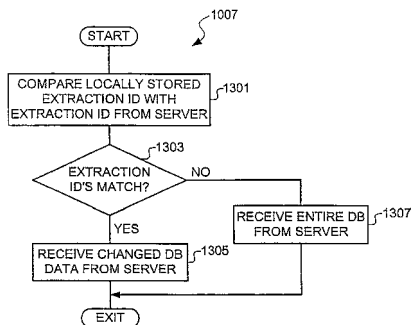 1007
START
COMPARE LOCALLY STORED
EXTRACTION ID WITH
EXTRACTION ID FROM SERVER
1301
1303
EXTRACTION
ID'S MATCH?
NO
YES
RECEIVE ENTIRE DB
FROM SERVER
1307
RECEIVE CHANGED DB
DATA FROM SERVER
1305
EXIT